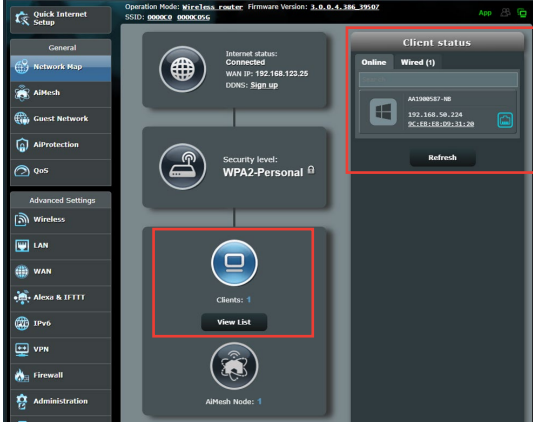 Quick Internet
Setup
Operation Mode: Wireless router Firmware Version: 3.0.0.4.386_39507
SSID: 0000C0 0000C05G
App
General
Network Map
AiMesh
Guest Network
AiProtection
QoS
Advanced Settings
Wireless
LAN
WAN
Alexa & IFTTT
IPv6
VPN
Firewall
Administration
Internet status:
Connected
WAN IP: 192.168.123.25
DDNS: Sign up
Security level:
WPA2-Personal
Clients: 1
View List
AiMesh Node: 1
Client status
Online Wired (1)
AA1900587-NB
192.168.50.224
9C:E8:E8:D9:31:20
Refresh